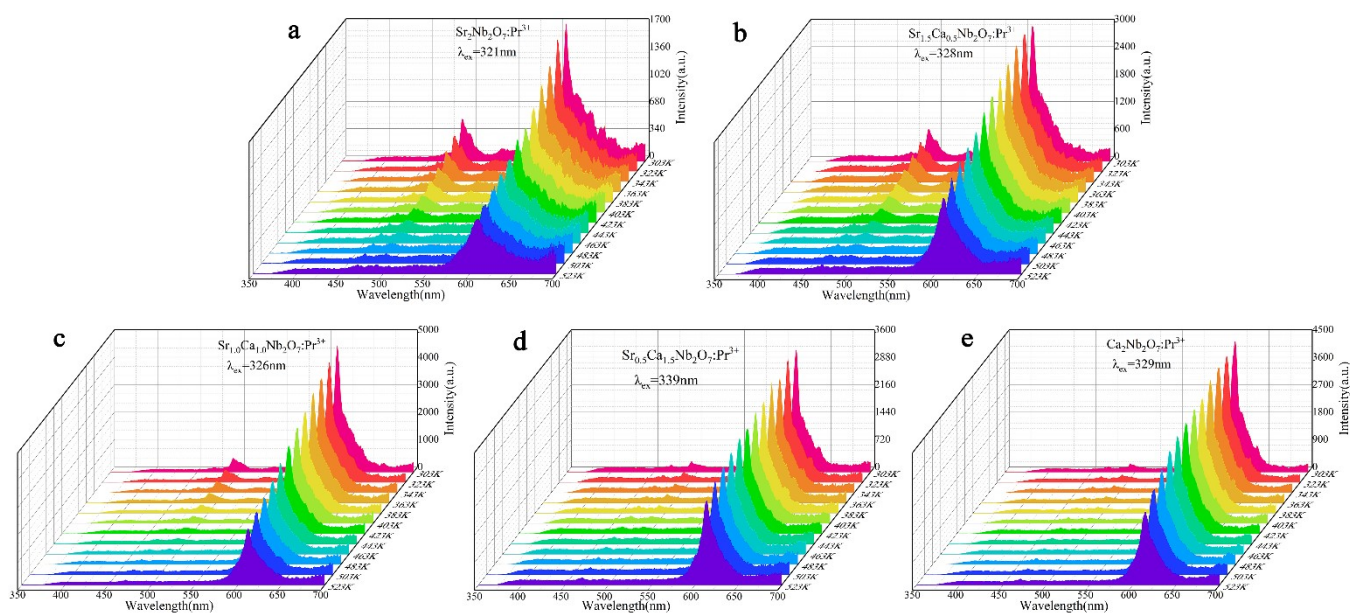 a
Sr₂Nb₂O₇:Pr³⁺
λₑₓ=321nm
1700
1360
1020
680
340
0
Intensity(a.u.)
303K
323K
343K
363K
383K
403K
423K
443K
463K
483K
503K
523K
350 400 450 500 550 600 650 700
Wavelength(nm)
b
Sr₁.₅Ca₀.₅Nb₂O₇:Pr³⁺
λₑₓ=328nm
3000
2400
1800
1200
600
0
Intensity(a.u.)
303K
323K
343K
363K
383K
403K
423K
443K
463K
483K
503K
523K
350 400 450 500 550 600 650 700
Wavelength(nm)
c
Sr₁.₀Ca₁.₀Nb₂O₇:Pr³⁺
λₑₓ=326nm
5000
4000
3000
2000
1000
0
Intensity(a.u.)
303K
323K
343K
363K
383K
403K
423K
443K
463K
483K
503K
523K
350 400 450 500 550 600 650 700
Wavelength(nm)
d
Sr₀.₅Ca₁.₅Nb₂O₇:Pr³⁺
λₑₓ=339nm
3600
2880
2160
1440
720
0
Intensity(a.u.)
303K
323K
343K
363K
383K
403K
423K
443K
463K
483K
503K
523K
350 400 450 500 550 600 650 700
Wavelength(nm)
e
Ca₂Nb₂O₇:Pr³⁺
λₑₓ=329nm
4500
3600
2700
1800
900
0
Intensity(a.u.)
303K
323K
343K
363K
383K
403K
423K
443K
463K
483K
503K
523K
350 400 450 500 550 600 650 700
Wavelength(nm)